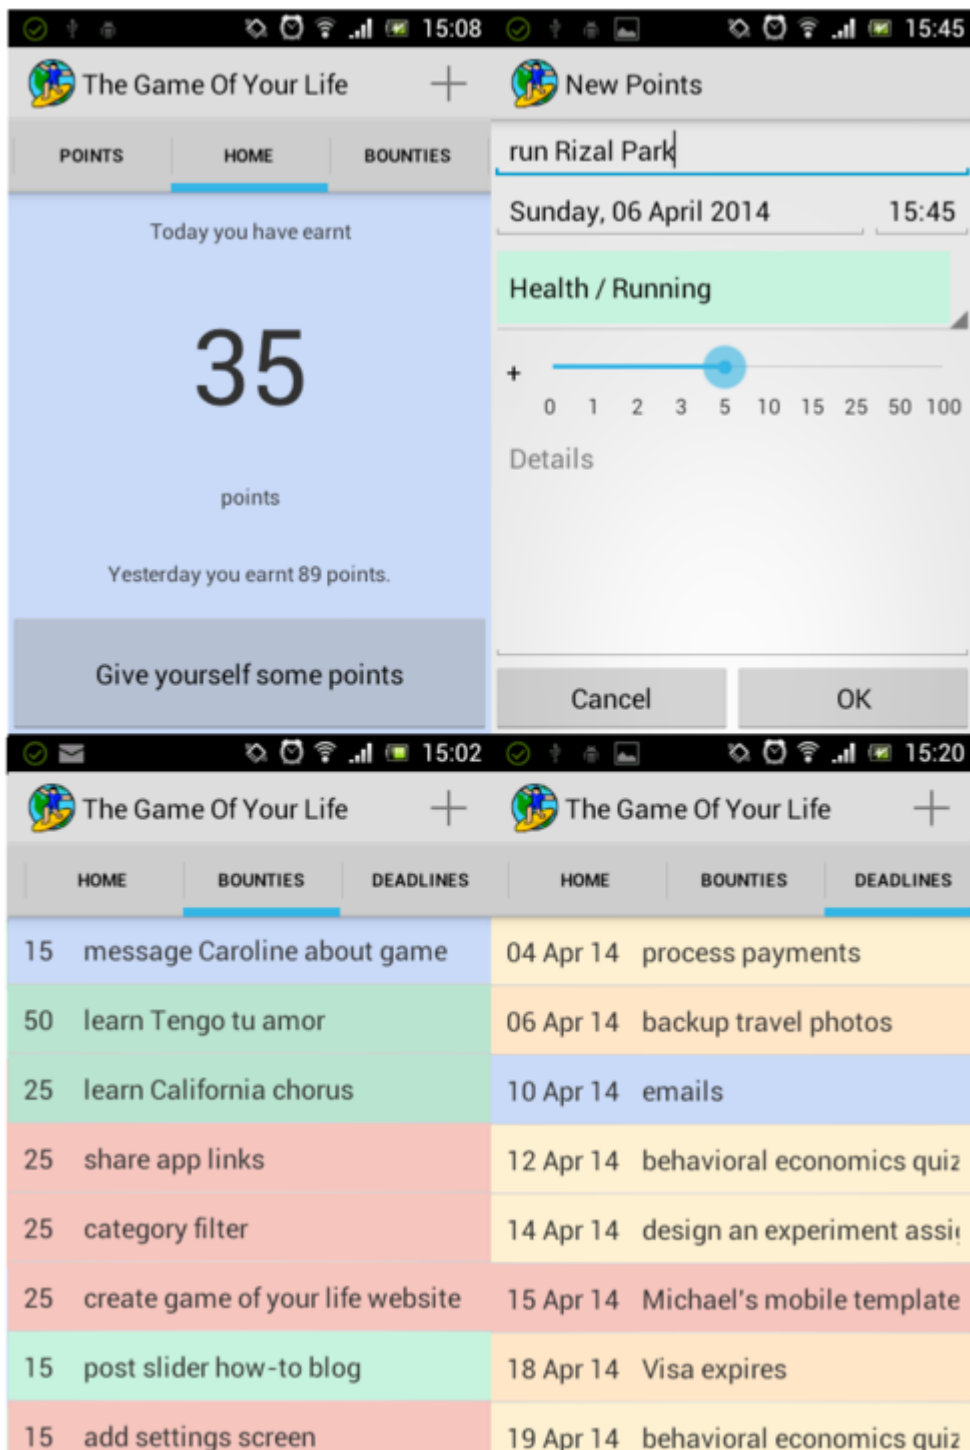 15:08
The Game Of Your Life
POINTS HOME BOUNTIES
Today you have earnt
35
points
Yesterday you earnt 89 points.
Give yourself some points
15:45
New Points
run Rizal Park
Sunday, 06 April 2014 15:45
Health / Running
+
0 1 2 3 5 10 15 25 50 100
Details
Cancel OK
15:02
The Game Of Your Life
HOME BOUNTIES DEADLINES
15 message Caroline about game
50 learn Tengo tu amor
25 learn California chorus
25 share app links
25 category filter
25 create game of your life website
15 post slider how-to blog
15 add settings screen
15:20
The Game Of Your Life
HOME BOUNTIES DEADLINES
04 Apr 14 process payments
06 Apr 14 backup travel photos
10 Apr 14 emails
12 Apr 14 behavioral economics quiz
14 Apr 14 design an experiment assi
15 Apr 14 Michael's mobile template
18 Apr 14 Visa expires
19 Apr 14 behavioral economics quiz